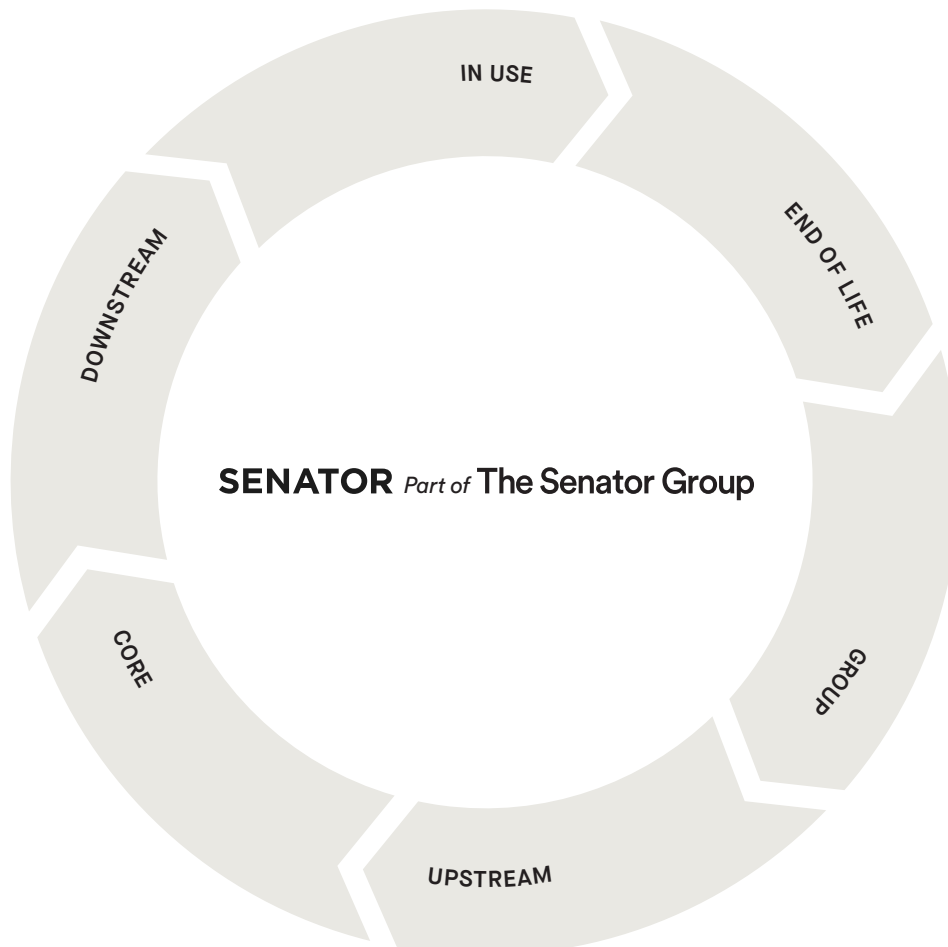 IN USE
END OF LIFE
GROUP
UPSTREAM
CORE
DOWNSTREAM
SENATOR Part of The Senator Group